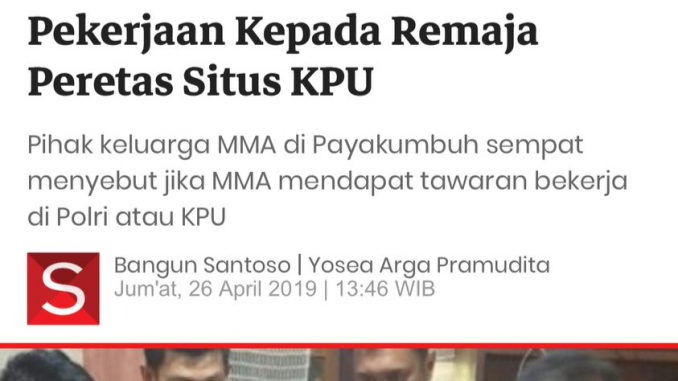 Pekerjaan Kepada Remaja
Peretas Situs KPU
Pihak keluarga MMA di Payakumbuh sempat
menyebut jika MMA mendapat tawaran bekerja
di Polri atau KPU
S
Bangun Santoso | Yosea Arga Pramudita
Jum'at, 26 April 2019 | 13:46 WIB